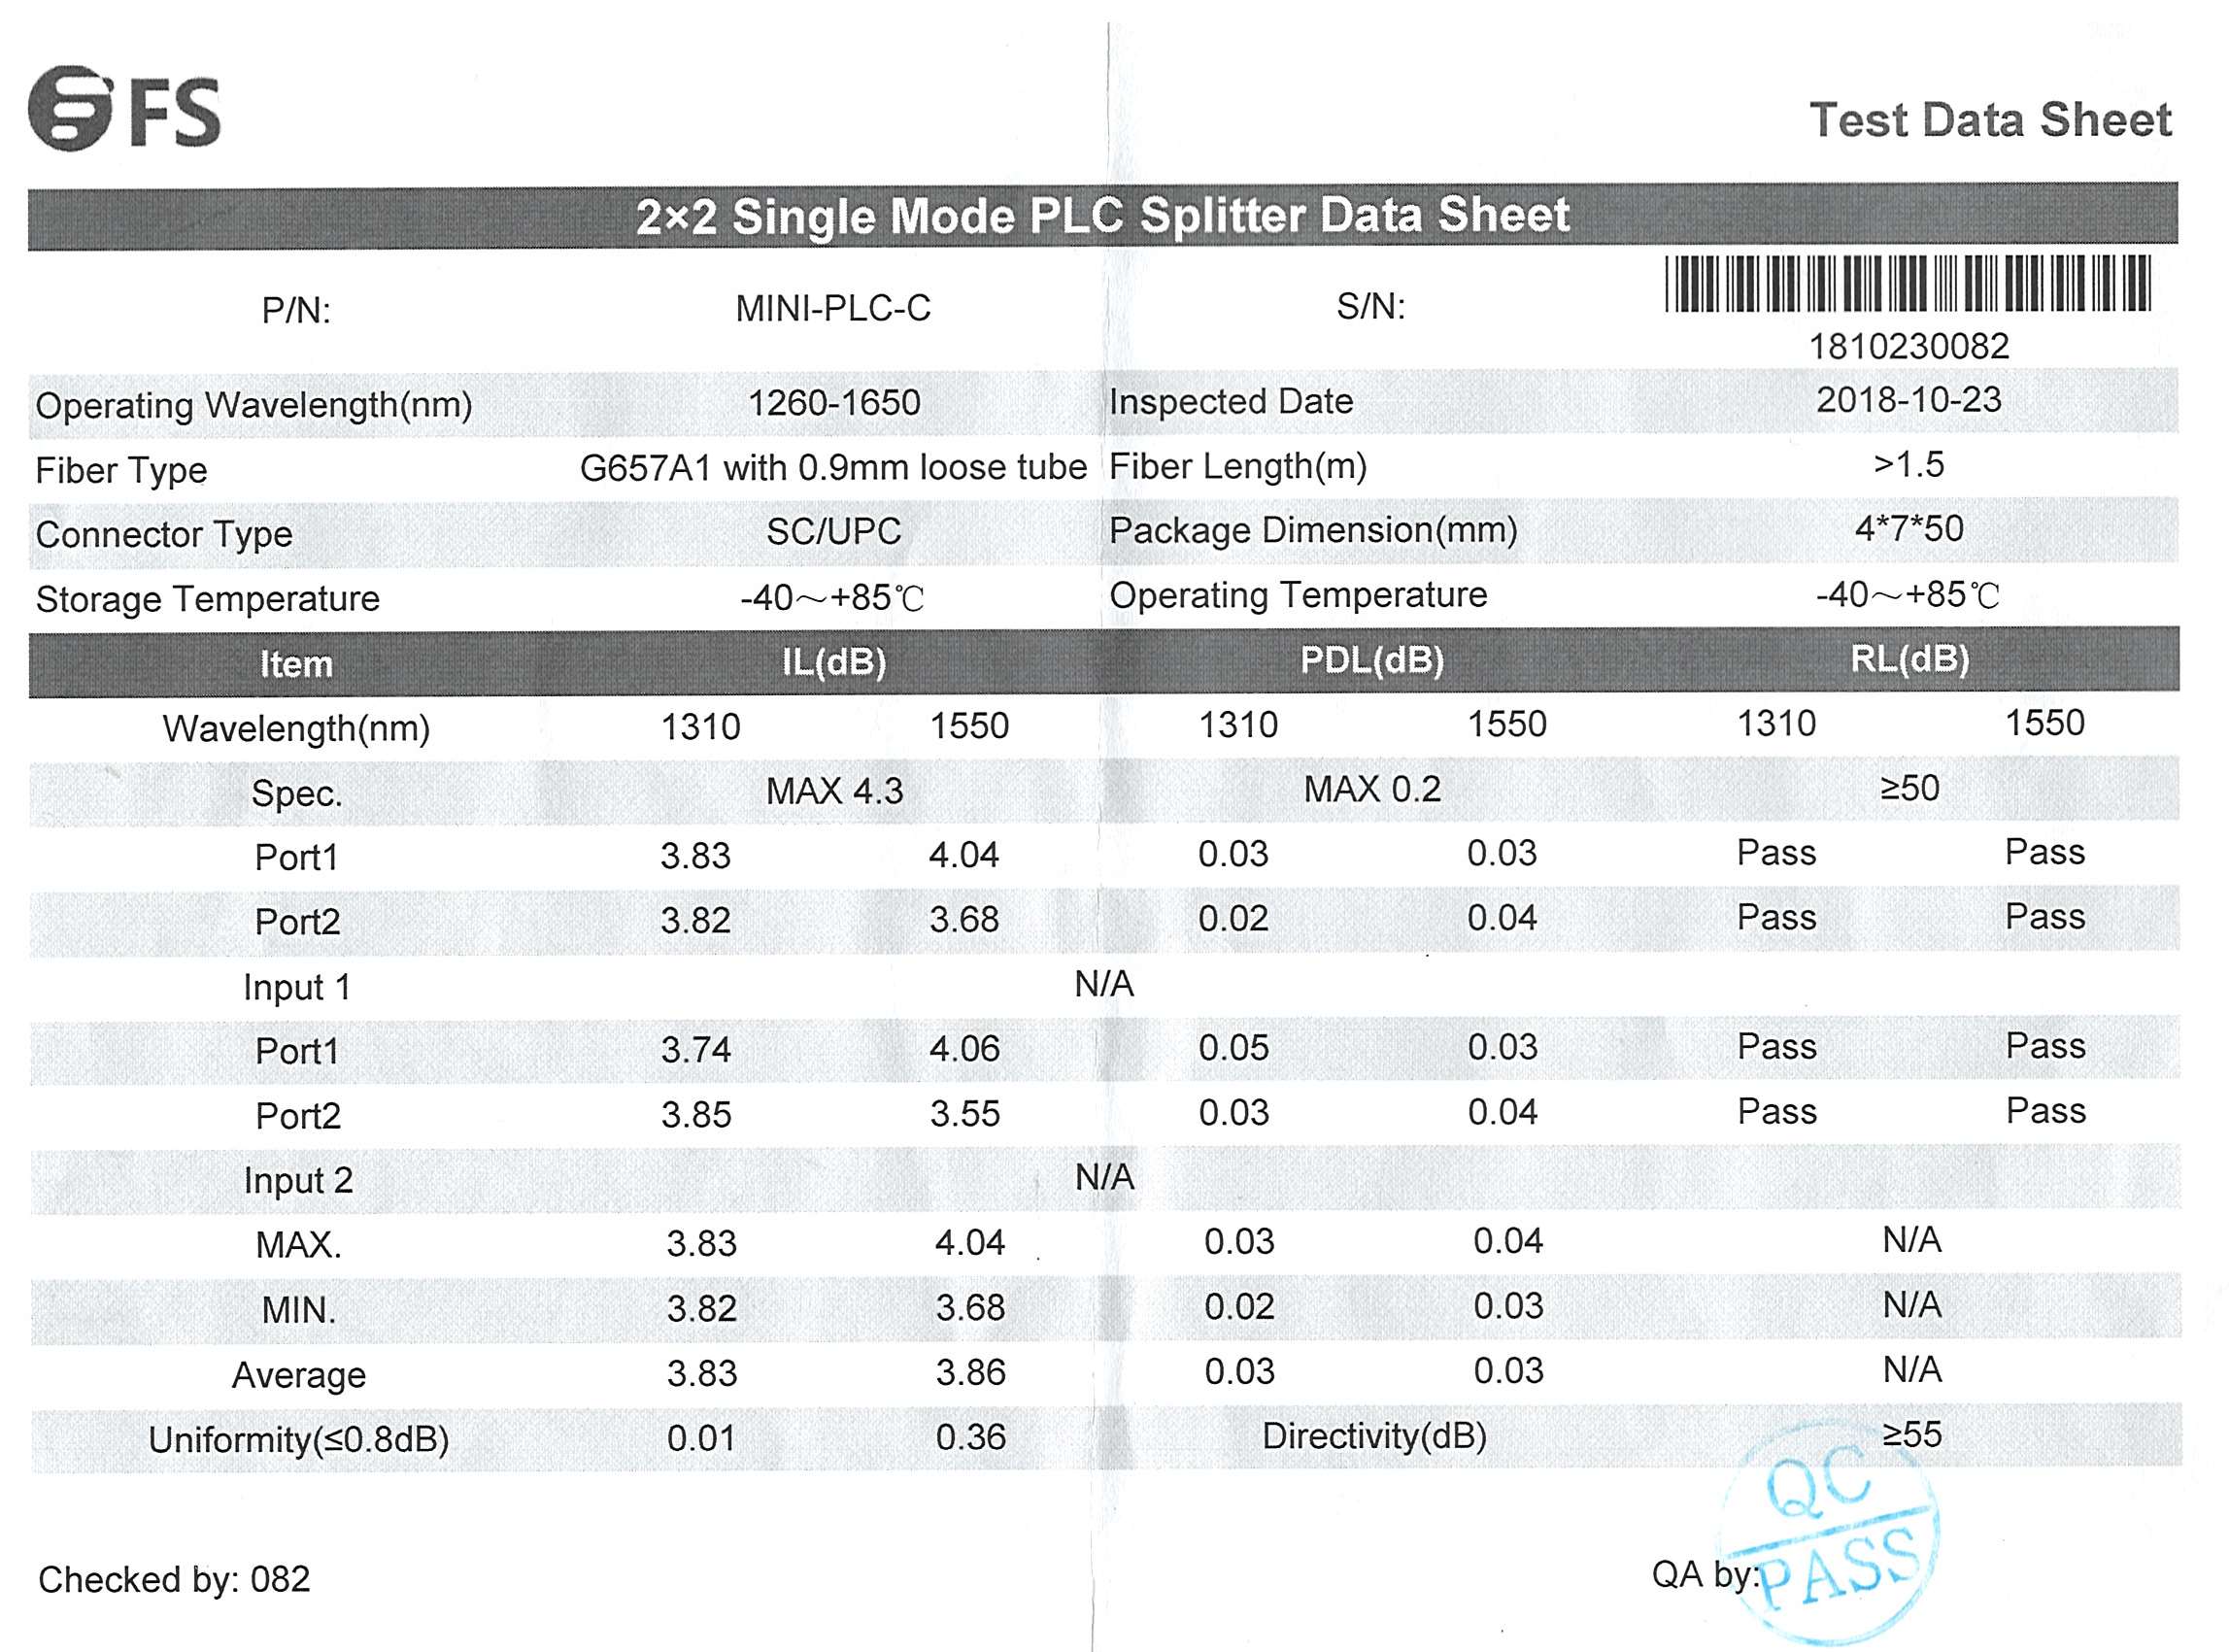 FS
Test Data Sheet
2×2 Single Mode PLC Splitter Data Sheet
P/N: MINI-PLC-C S/N:
1810230082
Operating Wavelength(nm) 1260-1650 Inspected Date 2018-10-23
Fiber Type G657A1 with 0.9mm loose tube Fiber Length(m) >1.5
Connector Type SC/UPC Package Dimension(mm) 4*7*50
Storage Temperature -40～+85℃ Operating Temperature -40～+85℃
Item IL(dB) PDL(dB) RL(dB)
Wavelength(nm) 1310 1550 1310 1550 1310 1550
Spec. MAX 4.3 MAX 0.2 ≥50
Port1 3.83 4.04 0.03 0.03 Pass Pass
Port2 3.82 3.68 0.02 0.04 Pass Pass
Input 1 N/A
Port1 3.74 4.06 0.05 0.03 Pass Pass
Port2 3.85 3.55 0.03 0.04 Pass Pass
Input 2 N/A
MAX. 3.83 4.04 0.03 0.04 N/A
MIN. 3.82 3.68 0.02 0.03 N/A
Average 3.83 3.86 0.03 0.03 N/A
Uniformity(≤0.8dB) 0.01 0.36 Directivity(dB) ≥55
Checked by: 082 QA by:
QC
PASS